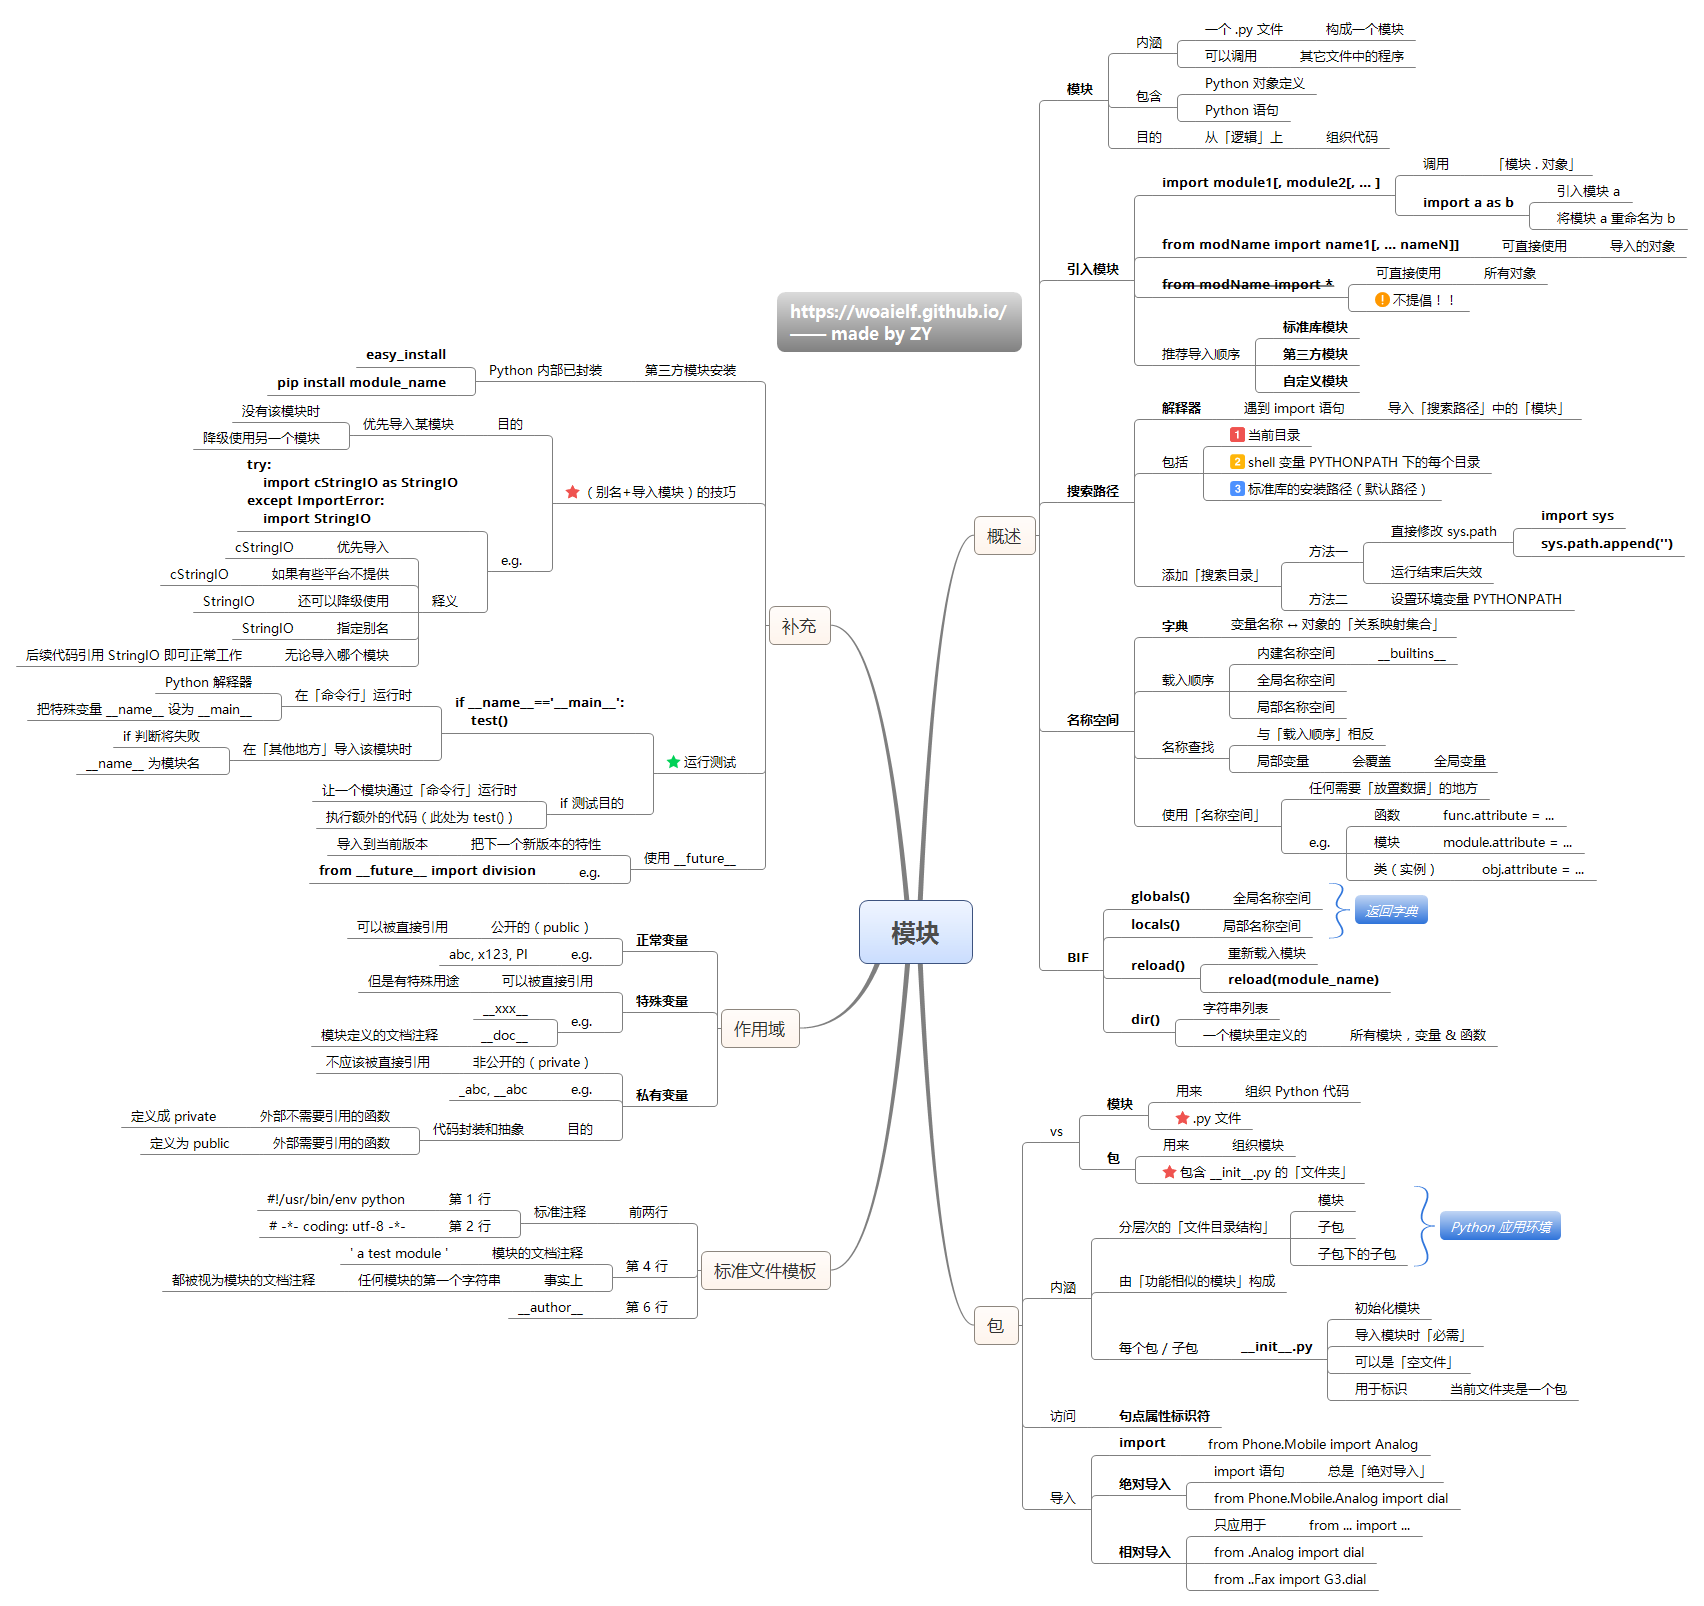 模块
https://woaielf.github.io/
—— made by ZY
概述
模块
内涵
一个 .py 文件
构成一个模块
可以调用
其它文件中的程序
包含
Python 对象定义
Python 语句
目的
从「逻辑」上
组织代码
引入模块
import module1[, module2[, ... ]
调用
「模块 . 对象」
import a as b
引入模块 a
将模块 a 重命名为 b
from modName import name1[, ... nameN]]
可直接使用
导入的对象
from modName import *
可直接使用
所有对象
不提倡！！
推荐导入顺序
标准库模块
第三方模块
自定义模块
搜索路径
解释器
遇到 import 语句
导入「搜索路径」中的「模块」
包括
1 当前目录
2 shell 变量 PYTHONPATH 下的每个目录
3 标准库的安装路径（默认路径）
添加「搜索目录」
方法一
直接修改 sys.path
import sys
sys.path.append('')
运行结束后失效
方法二
设置环境变量 PYTHONPATH
名称空间
字典
变量名称 ↔ 对象的「关系映射集合」
载入顺序
内建名称空间
__builtins__
全局名称空间
局部名称空间
名称查找
与「载入顺序」相反
局部变量
会覆盖
全局变量
使用「名称空间」
任何需要「放置数据」的地方
e.g.
函数
func.attribute = ...
模块
module.attribute = ...
类（实例）
obj.attribute = ...
BIF
globals()
全局名称空间
locals()
局部名称空间
返回字典
reload()
重新载入模块
reload(module_name)
dir()
字符串列表
一个模块里定义的
所有模块，变量 & 函数
包
vs
模块
用来
组织 Python 代码
.py 文件
包
用来
组织模块
包含 __init__.py 的「文件夹」
内涵
分层次的「文件目录结构」
模块
子包
子包下的子包
Python 应用环境
由「功能相似的模块」构成
每个包 / 子包
__init__.py
初始化模块
导入模块时「必需」
可以是「空文件」
用于标识
当前文件夹是一个包
访问
句点属性标识符
导入
import
from Phone.Mobile import Analog
绝对导入
import 语句
总是「绝对导入」
from Phone.Mobile.Analog import dial
相对导入
只应用于
from ... import ...
from .Analog import dial
from ..Fax import G3.dial
补充
第三方模块安装
Python 内部已封装
easy_install
pip install module_name
（别名+导入模块）的技巧
目的
优先导入某模块
没有该模块时
降级使用另一个模块
e.g.
try:
import cStringIO as StringIO
except ImportError:
import StringIO
释义
优先导入
cStringIO
如果有些平台不提供
cStringIO
还可以降级使用
StringIO
指定别名
StringIO
无论导入哪个模块
后续代码引用 StringIO 即可正常工作
运行测试
if __name__=='__main__':
test()
在「命令行」运行时
Python 解释器
把特殊变量 __name__ 设为 __main__
在「其他地方」导入该模块时
if 判断将失败
__name__ 为模块名
if 测试目的
让一个模块通过「命令行」运行时
执行额外的代码（此处为 test()）
使用 __future__
把下一个新版本的特性
导入到当前版本
e.g.
from __future__ import division
作用域
正常变量
公开的（public）
可以被直接引用
e.g.
abc, x123, PI
特殊变量
可以被直接引用
但是有特殊用途
e.g.
__xxx__
__doc__
模块定义的文档注释
私有变量
非公开的（private）
不应该被直接引用
e.g.
_abc, __abc
目的
代码封装和抽象
外部不需要引用的函数
定义成 private
外部需要引用的函数
定义为 public
标准文件模板
前两行
标准注释
第 1 行
#!/usr/bin/env python
第 2 行
# -*- coding: utf-8 -*-
第 4 行
模块的文档注释
' a test module '
事实上
任何模块的第一个字符串
都被视为模块的文档注释
第 6 行
__author__